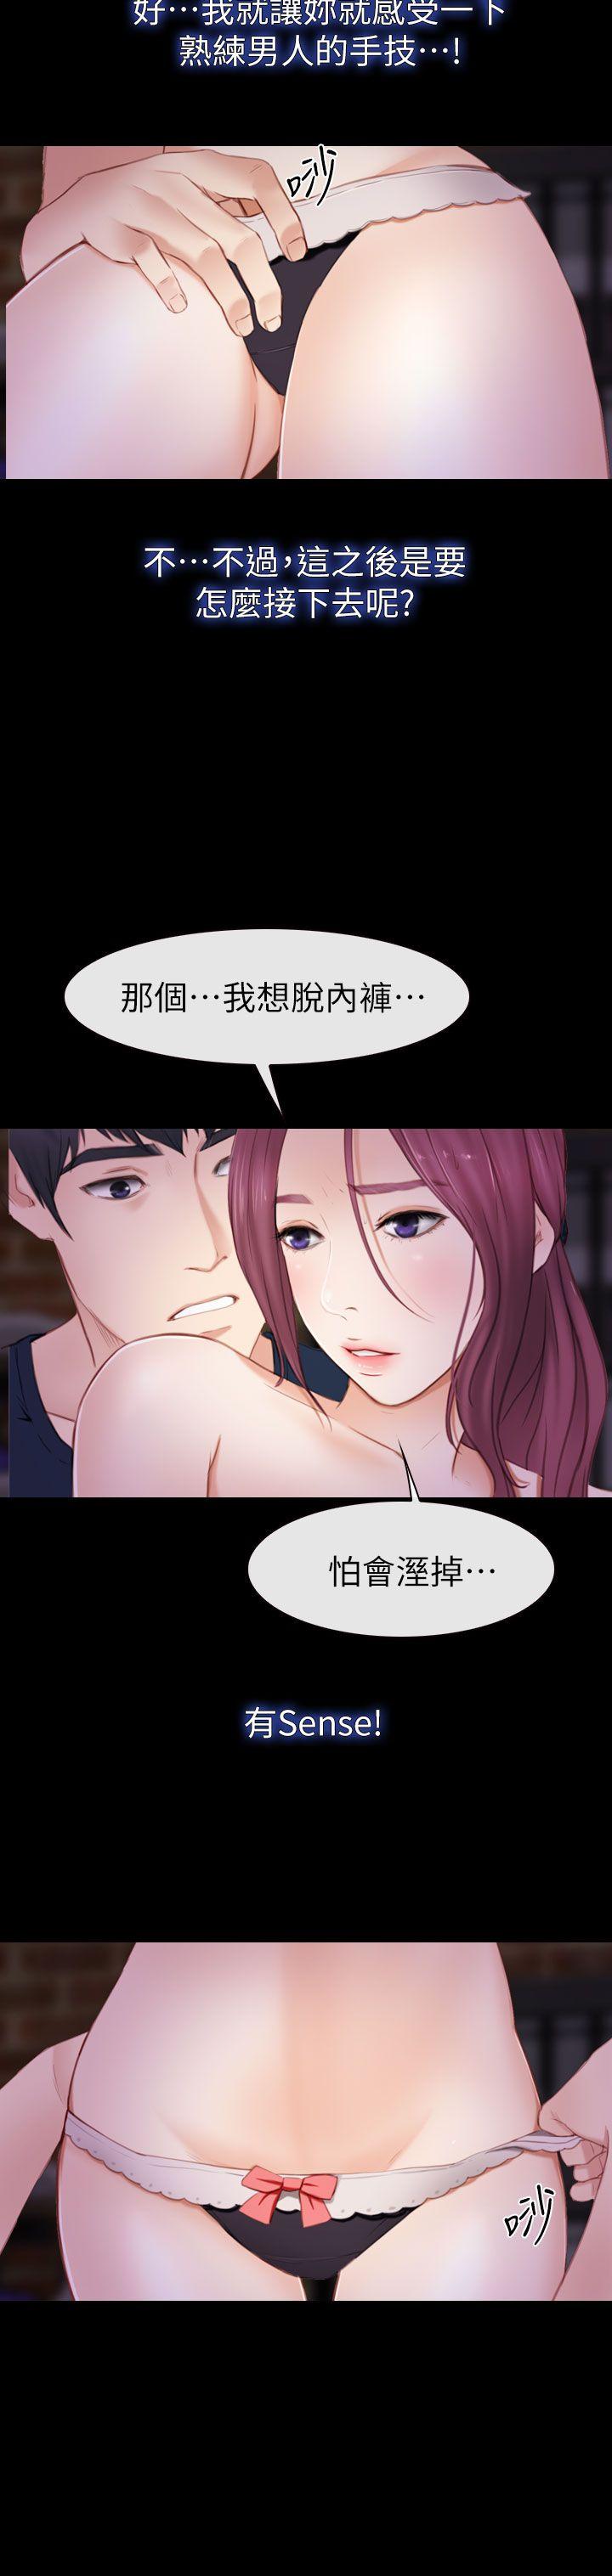 好…我就讓妳就感受一下
熟練男人的手技…!
唦
不…不過，這之後是要
怎麼接下去呢?
那個…我想脫內褲…
怕會溼掉…
有Sense!
唦